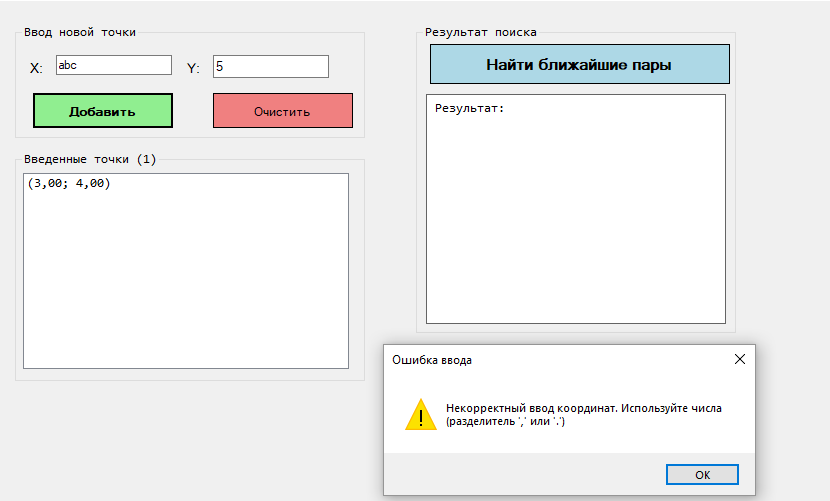 Ввод новой точки
X: abc Y: 5
Добавить Очистить
Введенные точки (1)
(3,00; 4,00)
Результат поиска
Найти ближайшие пары
Результат:
Ошибка ввода
Некорректный ввод координат. Используйте числа
(разделитель ',' или '.')
OK